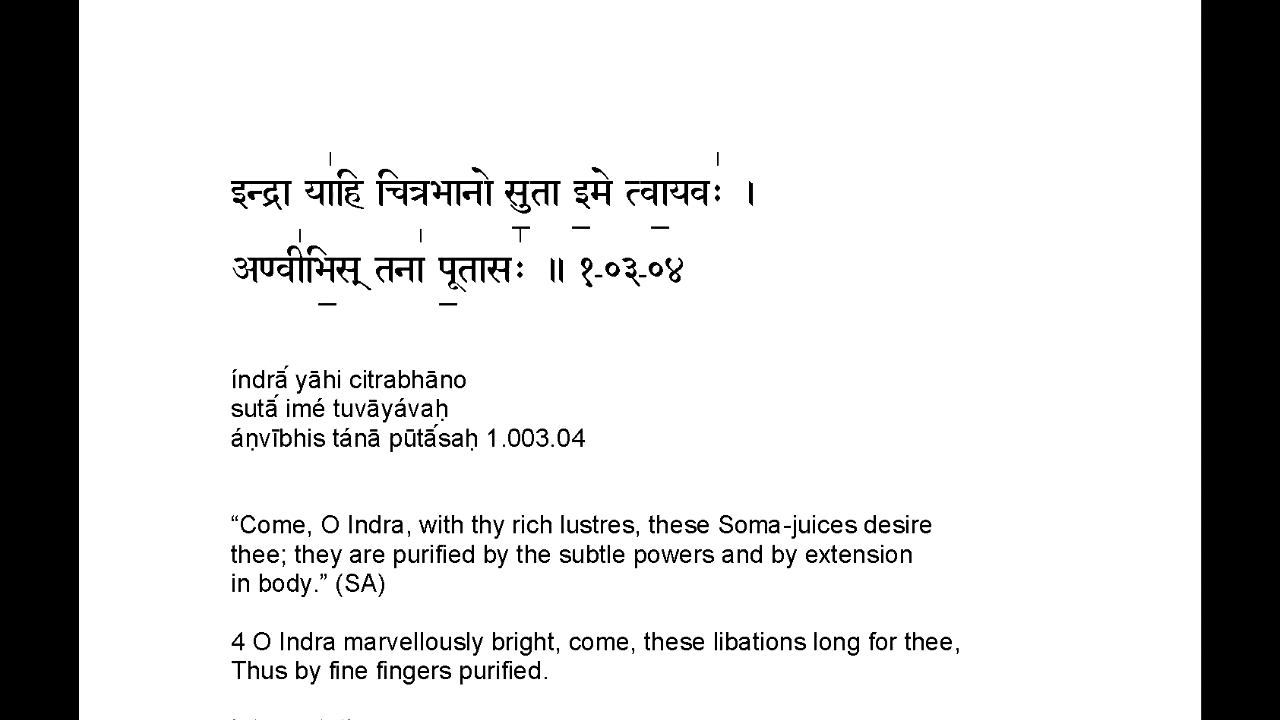 इन्द्रा या॑हि चित्रभानो सु॒ता इ॒मे त्वा॒यवः॑ ।
अण्वी॑भि॒स् तना॑ पू॒तासः॑ ॥ १-०३-०४
índrā́ yāhi citrabhāno
sutā́ imé tuvāyávaḥ
áṇvībhis tánā pūtā́saḥ 1.003.04
“Come, O Indra, with thy rich lustres, these Soma-juices desire
thee; they are purified by the subtle powers and by extension
in body.” (SA)
4 O Indra marvellously bright, come, these libations long for thee,
Thus by fine fingers purified.